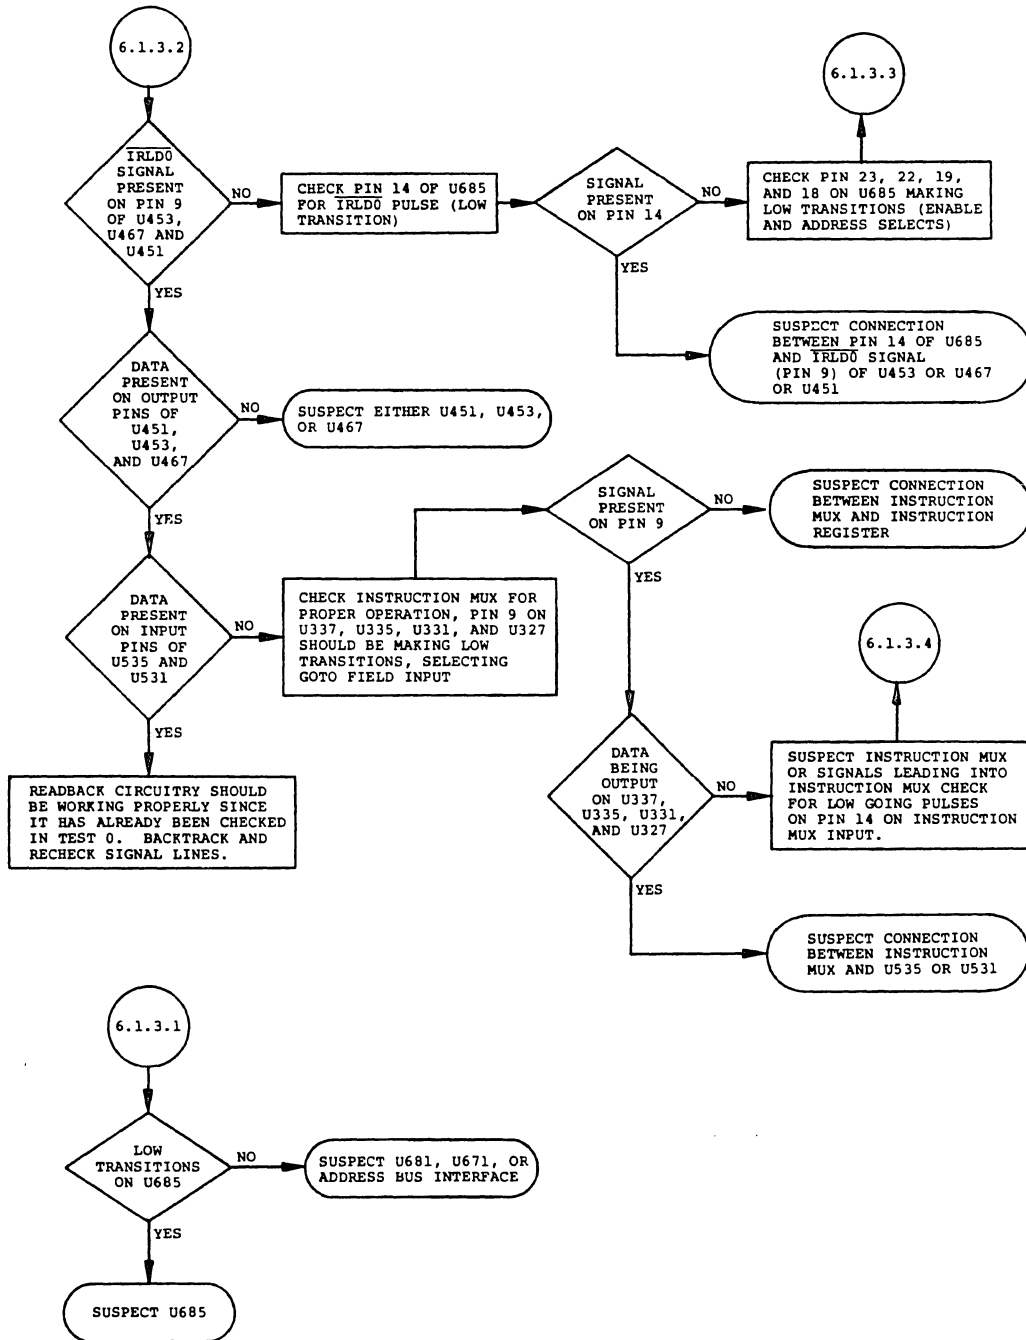 6.1.3.2
IRLD0
SIGNAL
PRESENT
ON PIN 9
OF U453,
U467 AND
U451
NO
CHECK PIN 14 OF U685
FOR IRLD0 PULSE (LOW
TRANSITION)
SIGNAL
PRESENT
ON PIN 14
NO
CHECK PIN 23, 22, 19,
AND 18 ON U685 MAKING
LOW TRANSITIONS (ENABLE
AND ADDRESS SELECTS)
6.1.3.3
YES
SUSPECT CONNECTION
BETWEEN PIN 14 OF U685
AND IRLD0 SIGNAL
(PIN 9) OF U453 OR U467
OR U451
YES
DATA
PRESENT
ON OUTPUT
PINS OF
U451,
U453,
AND U467
NO
SUSPECT EITHER U451, U453,
OR U467
YES
DATA
PRESENT
ON INPUT
PINS OF
U535 AND
U531
NO
CHECK INSTRUCTION MUX FOR
PROPER OPERATION, PIN 9 ON
U337, U335, U331, AND U327
SHOULD BE MAKING LOW
TRANSITIONS, SELECTING
GOTO FIELD INPUT
SIGNAL
PRESENT
ON PIN 9
NO
SUSPECT CONNECTION
BETWEEN INSTRUCTION
MUX AND INSTRUCTION
REGISTER
YES
DATA
BEING
OUTPUT
ON U337,
U335, U331,
AND U327
NO
SUSPECT INSTRUCTION MUX
OR SIGNALS LEADING INTO
INSTRUCTION MUX CHECK
FOR LOW GOING PULSES
ON PIN 14 ON INSTRUCTION
MUX INPUT.
6.1.3.4
YES
SUSPECT CONNECTION
BETWEEN INSTRUCTION
MUX AND U535 OR U531
YES
READBACK CIRCUITRY SHOULD
BE WORKING PROPERLY SINCE
IT HAS ALREADY BEEN CHECKED
IN TEST 0. BACKTRACK AND
RECHECK SIGNAL LINES.
6.1.3.1
LOW
TRANSITIONS
ON U685
NO
SUSPECT U681, U671, OR
ADDRESS BUS INTERFACE
YES
SUSPECT U685